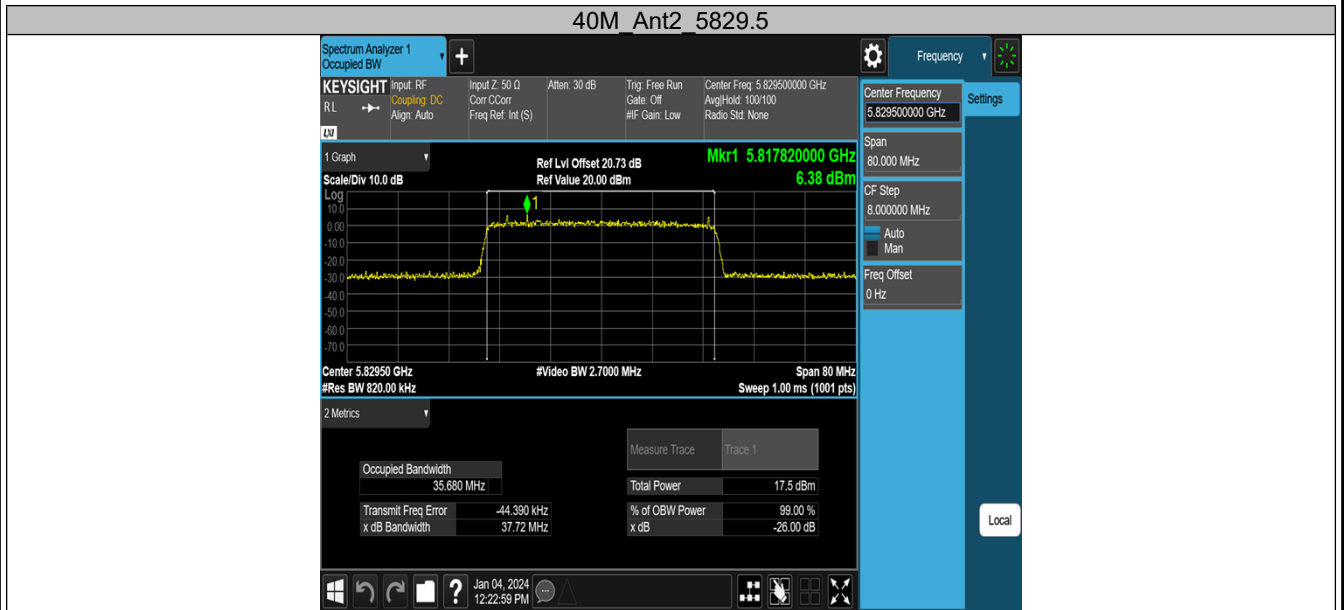 40M_Ant2_5829.5
Spectrum Analyzer 1
Occupied BW
+
Frequency
KEYSIGHT
RL
LXI
Input: RF
Coupling: DC
Align: Auto
Input Z: 50 Ω
Corr CCorr
Freq Ref: Int (S)
Atten: 30 dB
Trig: Free Run
Gate: Off
#IF Gain: Low
Center Freq: 5.829500000 GHz
Avg|Hold: 100/100
Radio Std: None
Center Frequency
5.829500000 GHz
Settings
Span
80.000 MHz
CF Step
8.000000 MHz
Auto
Man
Freq Offset
0 Hz
Local
1 Graph
Scale/Div 10.0 dB
Ref Lvl Offset 20.73 dB
Ref Value 20.00 dBm
Mkr1 5.817820000 GHz
6.38 dBm
Log
1
10.0
0.00
-10.0
-20.0
-30.0
-40.0
-50.0
-60.0
-70.0
Center 5.82950 GHz
#Video BW 2.7000 MHz
Span 80 MHz
#Res BW 820.00 kHz
Sweep 1.00 ms (1001 pts)
2 Metrics
Measure Trace
Trace 1
Occupied Bandwidth
35.680 MHz
Total Power 17.5 dBm
Transmit Freq Error -44.390 kHz
% of OBW Power 99.00 %
x dB Bandwidth 37.72 MHz
x dB -26.00 dB
?
Jan 04, 2024
12:22:59 PM